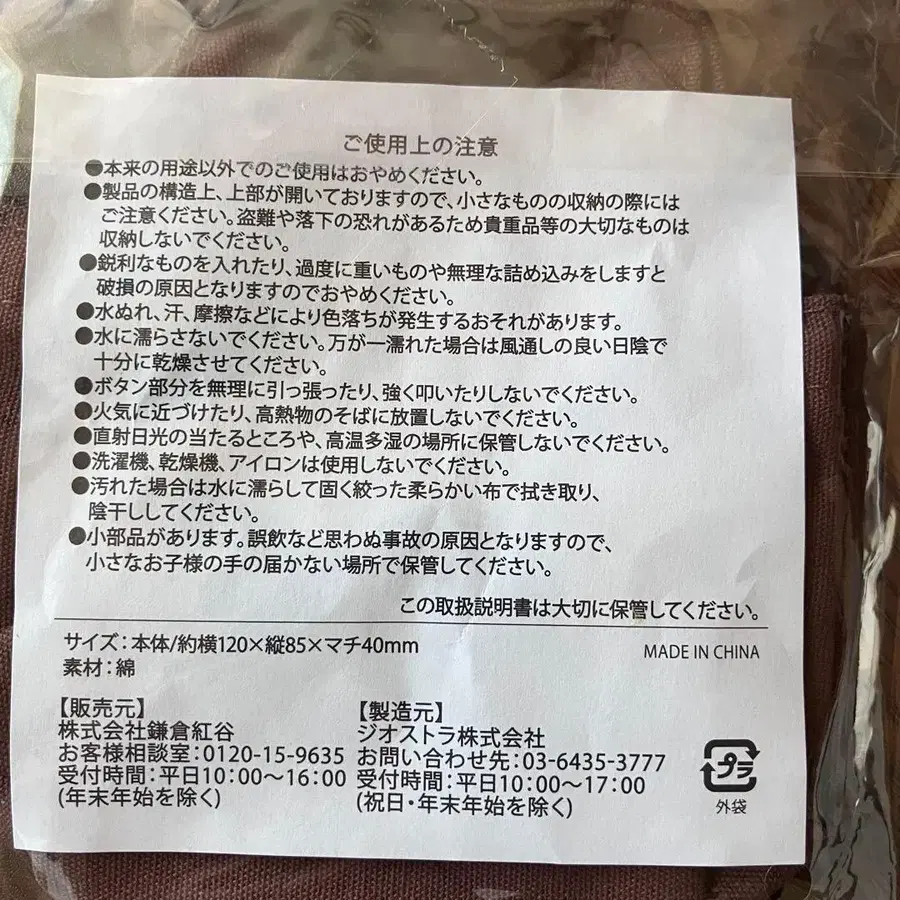 ご使用上の注意
●本来の用途以外でのご使用はおやめください。
●製品の構造上、上部が開いておりますので、小さなものの収納の際には
ご注意ください。盗難や落下の恐れがあるため貴重品等の大切なものは
収納しないでください。
●鋭利なものを入れたり、過度に重いものや無理な詰め込みをしますと
破損の原因となりますのでおやめください。
●水ぬれ、汗、摩擦などにより色落ちが発生するおそれがあります。
●水に濡らさないでください。万が一濡れた場合は風通しの良い日陰で
十分に乾燥させてください。
●ボタン部分を無理に引っ張ったり、強く叩いたりしないでください。
●火気に近づけたり、高熱物のそばに放置しないでください。
●直射日光の当たるところや、高温多湿の場所に保管しないでください。
●洗濯機、乾燥機、アイロンは使用しないでください。
●汚れた場合は水に濡らして固く絞った柔らかい布で拭き取り、
陰干ししてください。
●小部品があります。誤飲など思わぬ事故の原因となりますので、
小さなお子様の手の届かない場所で保管してください。
この取扱説明書は大切に保管してください。
サイズ：本体/約横120×縦85×マチ40mm
素材：綿
MADE IN CHINA
【販売元】
株式会社鎌倉紅谷
お客様相談室：0120-15-9635
受付時間：平日10:00～16:00
(年末年始を除く)
【製造元】
ジオストラ株式会社
お問い合わせ先：03-6435-3777
受付時間：平日10:00～17:00
(祝日・年末年始を除く)
プラ
外袋